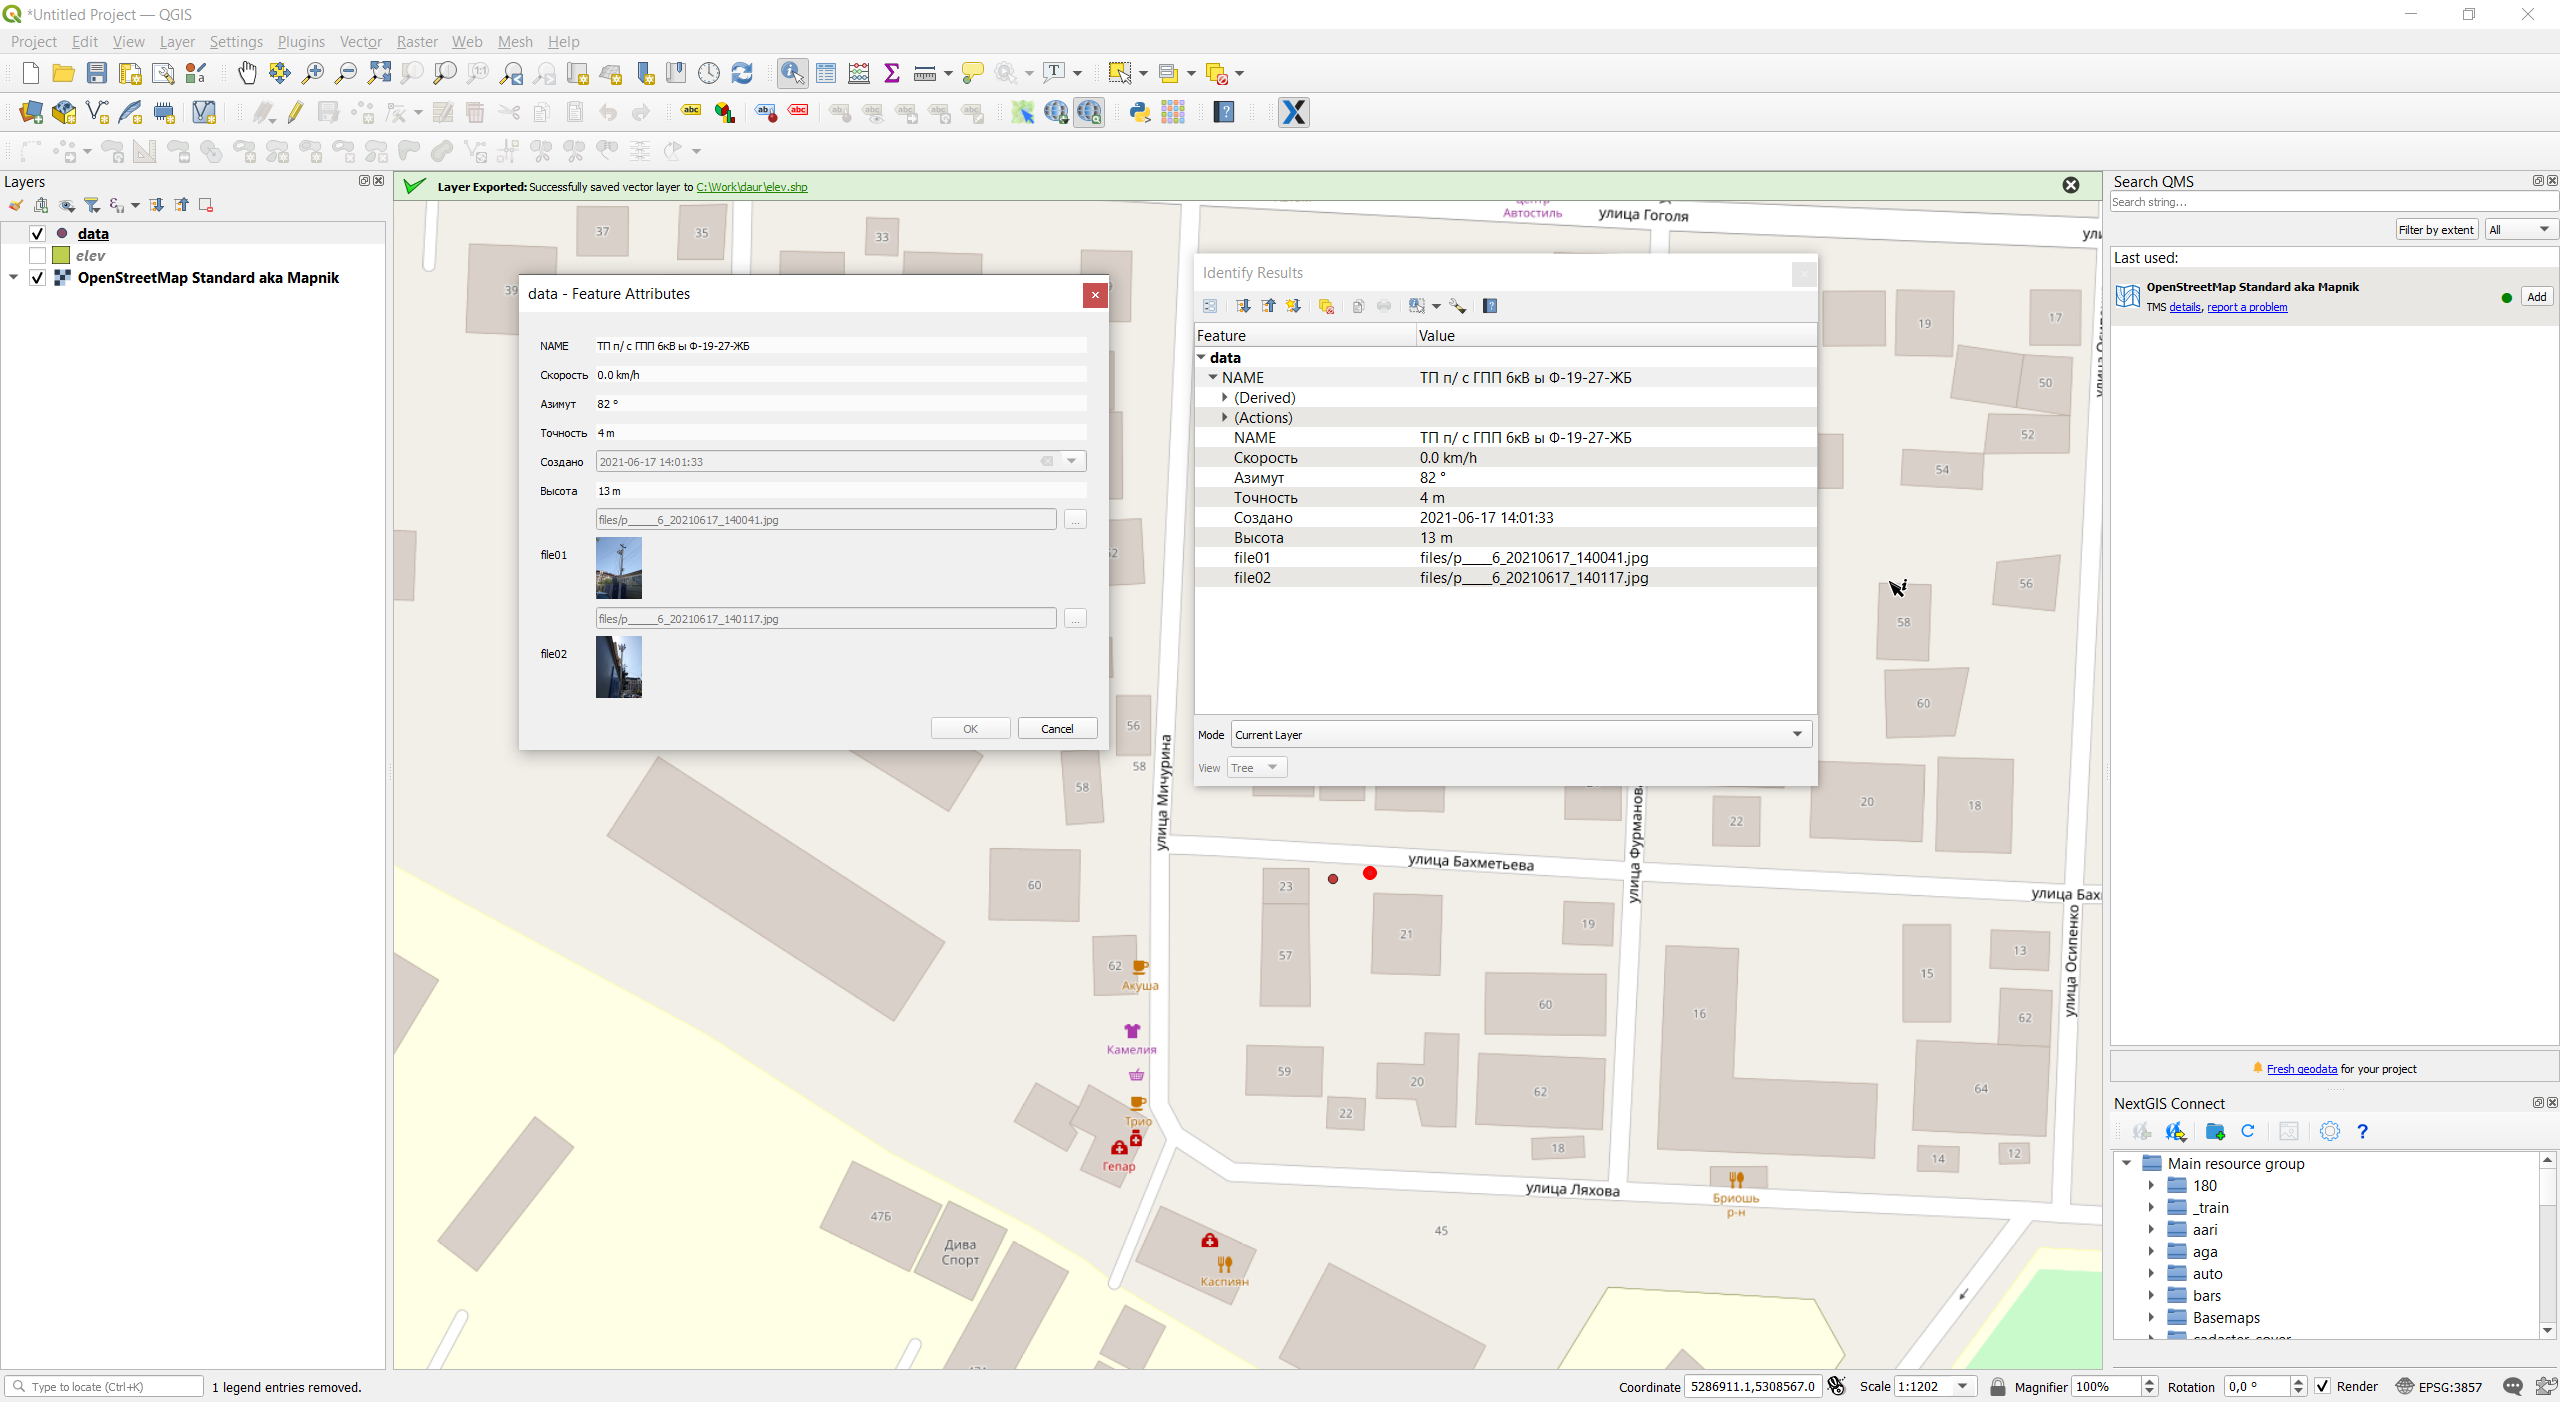 *Untitled Project — QGIS
Project Edit View Layer Settings Plugins Vector Raster Web Mesh Help
Layers
data
elev
OpenStreetMap Standard aka Mapnik
Layer Exported: Successfully saved vector layer to C:\Work\daur\elev.shp
Автостиль
улица Гоголя
37
35
33
39
data - Feature Attributes
NAME ТП п/ с ГПП 6кВ ы Ф-19-27-ЖБ
Скорость 0.0 km/h
Азимут 82 °
Точность 4 m
Создано 2021-06-17 14:01:33
Высота 13 m
files/p_____6_20210617_140041.jpg ...
file01
files/p_____6_20210617_140117.jpg ...
file02
OK Cancel
Identify Results
Feature Value
data
NAME ТП п/ с ГПП 6кВ ы Ф-19-27-ЖБ
(Derived)
(Actions)
NAME ТП п/ с ГПП 6кВ ы Ф-19-27-ЖБ
Скорость 0.0 km/h
Азимут 82 °
Точность 4 m
Создано 2021-06-17 14:01:33
Высота 13 m
file01 files/p____6_20210617_140041.jpg
file02 files/p____6_20210617_140117.jpg
Mode Current Layer
View Tree
19
17
50
52
54
56
58
60
56
58
58
20
18
22
улица Мичурина
улица Фурманова
улица Бахметьева
улица Осипенко
60
23
57
21
19
60
62
16
15
13
62
64
14
12
62
Акуша
Камелия
Трио
Гепар
59
22
20
18
улица Ляхова
Бриошь
р-н
47Б
Дива
Спорт
Каспиян
45
Search QMS
Search string...
Filter by extent All
Last used:
OpenStreetMap Standard aka Mapnik
TMS details, report a problem
Add
Fresh geodata for your project
NextGIS Connect
Main resource group
180
_train
aari
aga
auto
bars
Basemaps
Type to locate (Ctrl+K) 1 legend entries removed.
Coordinate 5286911.1,5308567.0 Scale 1:1202 Magnifier 100% Rotation 0,0 ° Render EPSG:3857